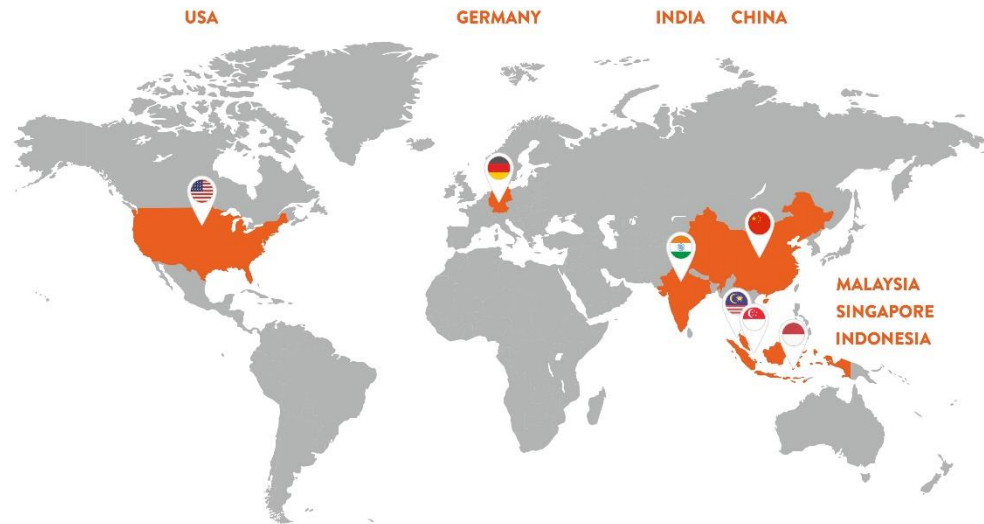 USA
GERMANY
INDIA
CHINA
MALAYSIA
SINGAPORE
INDONESIA